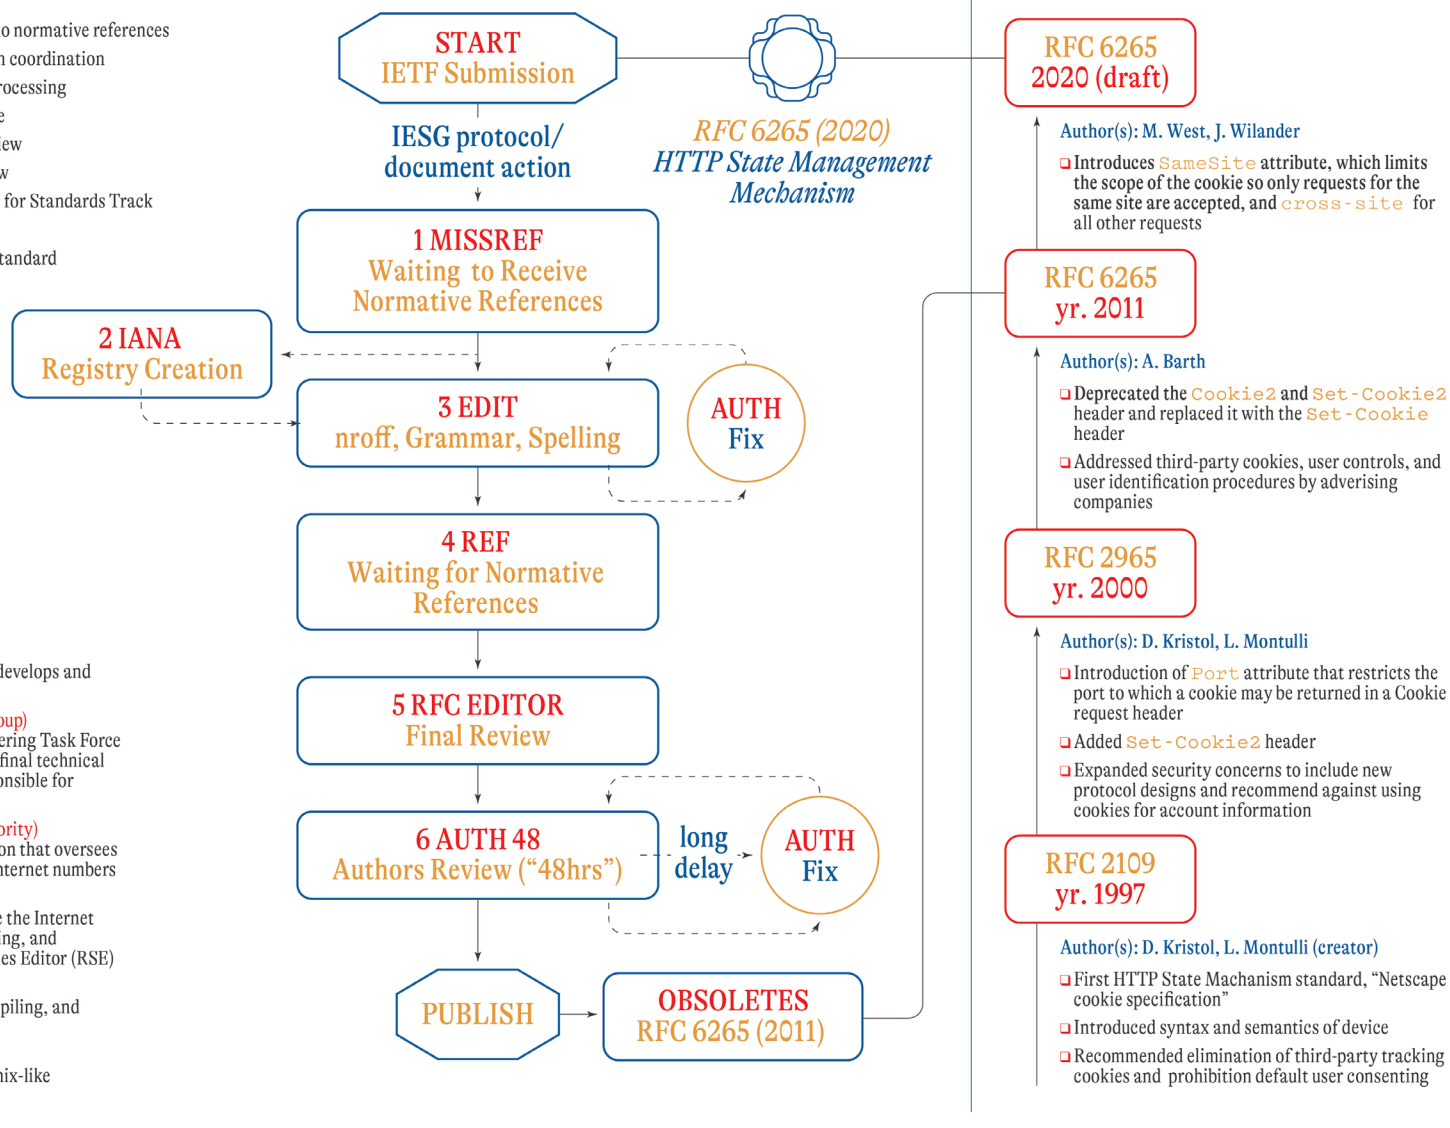 o normative references
n coordination
rocessing
e
iew
w
for Standards Track
tandard
develops and
oup)
ering Task Force
final technical
onsible for
ority)
on that oversees
nternet numbers
e the Internet
ing, and
es Editor (RSE)
piling, and
nix-like
START
IETF Submission
IESG protocol/
document action
1 MISSREF
Waiting to Receive
Normative References
2 IANA
Registry Creation
3 EDIT
nroff, Grammar, Spelling
AUTH
Fix
4 REF
Waiting for Normative
References
5 RFC EDITOR
Final Review
6 AUTH 48
Authors Review (“48hrs”)
long
delay
AUTH
Fix
PUBLISH
OBSOLETES
RFC 6265 (2011)
RFC 6265 (2020)
HTTP State Management
Mechanism
RFC 6265
2020 (draft)
Author(s): M. West, J. Wilander
Introduces SameSite attribute, which limits
the scope of the cookie so only requests for the
same site are accepted, and cross-site for
all other requests
RFC 6265
yr. 2011
Author(s): A. Barth
Deprecated the Cookie2 and Set-Cookie2
header and replaced it with the Set-Cookie
header
Addressed third-party cookies, user controls, and
user identification procedures by adverising
companies
RFC 2965
yr. 2000
Author(s): D. Kristol, L. Montulli
Introduction of Port attribute that restricts the
port to which a cookie may be returned in a Cookie
request header
Added Set-Cookie2 header
Expanded security concerns to include new
protocol designs and recommend against using
cookies for account information
RFC 2109
yr. 1997
Author(s): D. Kristol, L. Montulli (creator)
First HTTP State Machanism standard, “Netscape
cookie specification”
Introduced syntax and semantics of device
Recommended elimination of third-party tracking
cookies and prohibition default user consenting